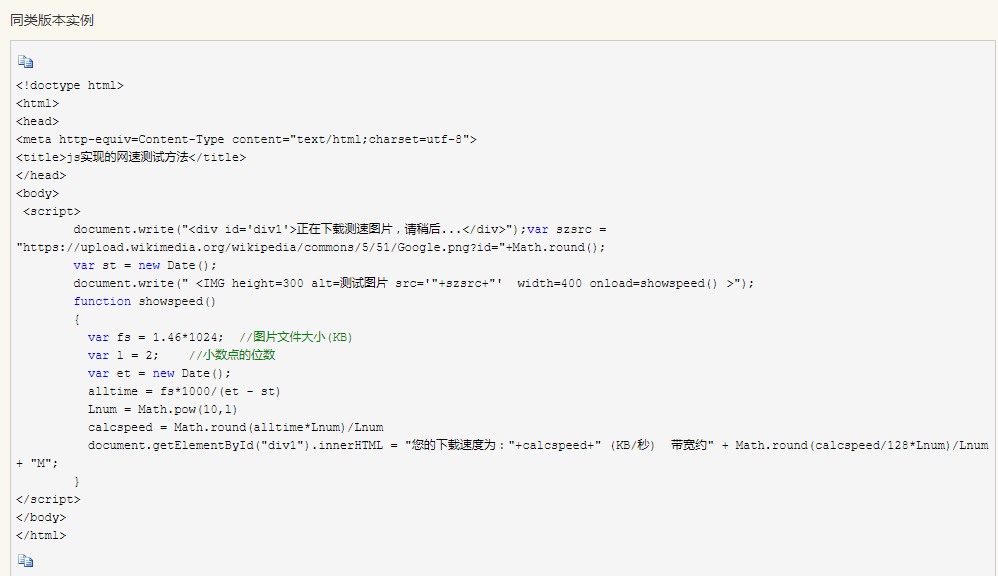 同类版本实例
<!doctype html>
<html>
<head>
<meta http-equiv=Content-Type content="text/html;charset=utf-8">
<title>js实现的网速测试方法</title>
</head>
<body>
<script>
document.write("<div id='div1'>正在下载测速图片，请稍后...</div>");var szsrc =
"https://upload.wikimedia.org/wikipedia/commons/5/51/Google.png?id="+Math.round();
var st = new Date();
document.write(" <IMG height=300 alt=测试图片 src='"+szsrc+"'  width=400 onload=showspeed() >");
function showspeed()
{
var fs = 1.46*1024;  //图片文件大小(KB)
var l = 2;    //小数点的位数
var et = new Date();
alltime = fs*1000/(et - st)
Lnum = Math.pow(10,l)
calcspeed = Math.round(alltime*Lnum)/Lnum
document.getElementById("div1").innerHTML = "您的下载速度为："+calcspeed+" (KB/秒)  带宽约" + Math.round(calcspeed/128*Lnum)/Lnum
+ "M";
}
</script>
</body>
</html>